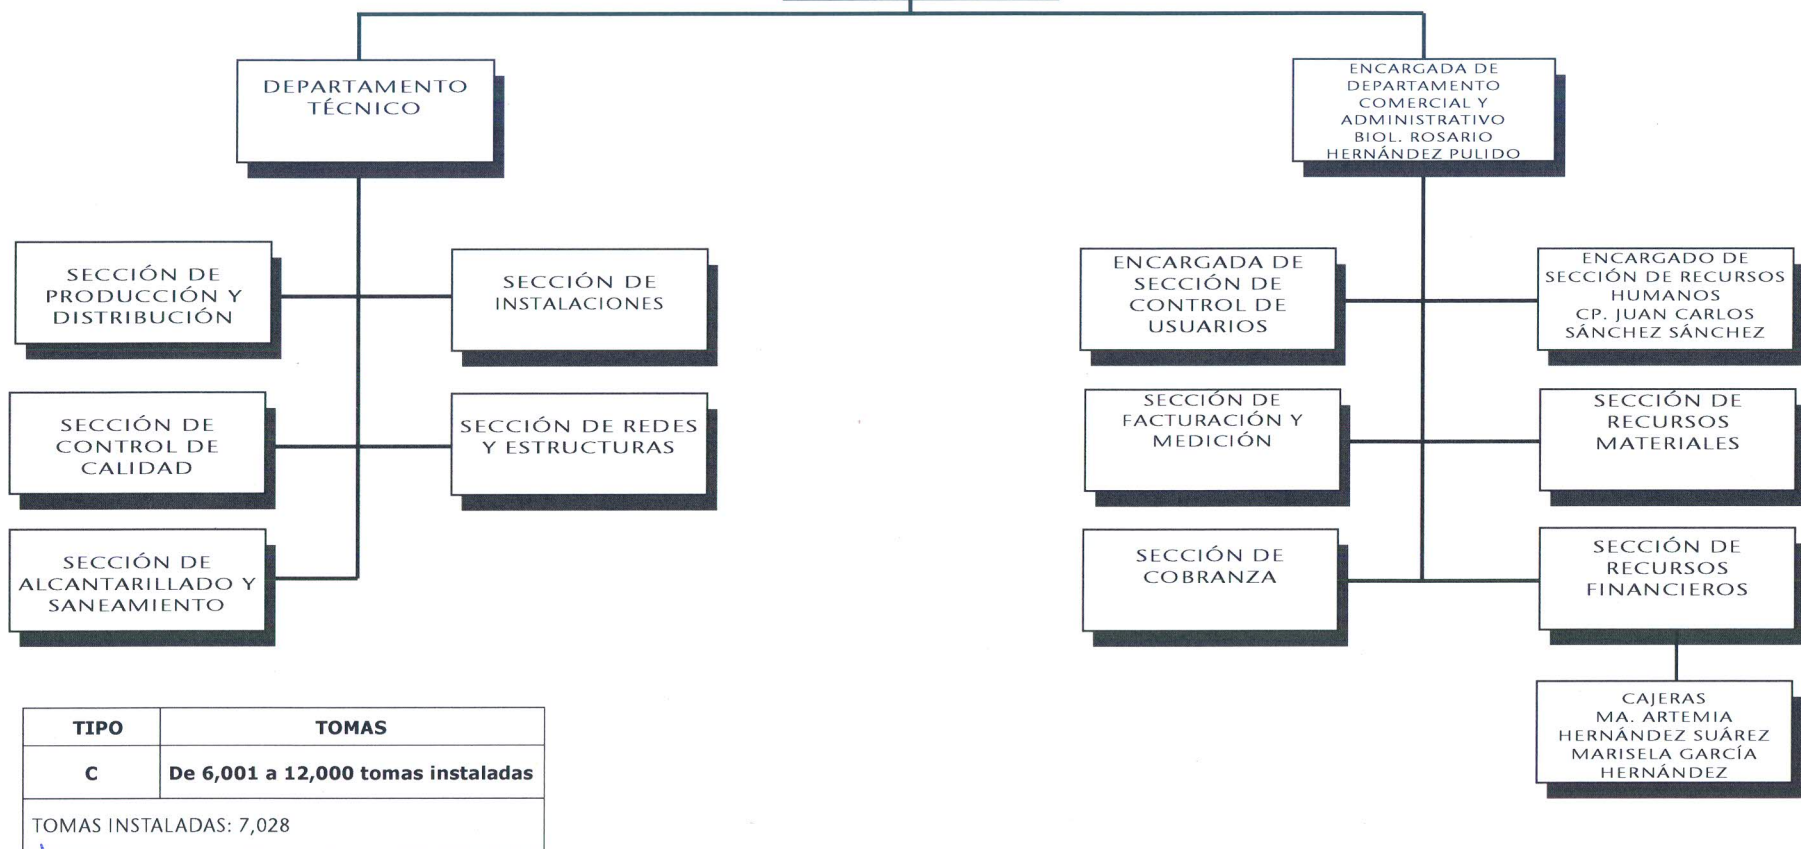 DEPARTAMENTO
TÉCNICO
ENCARGADA DE
DEPARTAMENTO
COMERCIAL Y
ADMINISTRATIVO
BIOL. ROSARIO
HERNÁNDEZ PULIDO
SECCIÓN DE
PRODUCCIÓN Y
DISTRIBUCIÓN
SECCIÓN DE
INSTALACIONES
ENCARGADA DE
SECCIÓN DE
CONTROL DE
USUARIOS
ENCARGADO DE
SECCIÓN DE RECURSOS
HUMANOS
CP. JUAN CARLOS
SÁNCHEZ SÁNCHEZ
SECCIÓN DE
CONTROL DE
CALIDAD
SECCIÓN DE REDES
Y ESTRUCTURAS
SECCIÓN DE
FACTURACIÓN Y
MEDICIÓN
SECCIÓN DE
RECURSOS
MATERIALES
SECCIÓN DE
ALCANTARILLADO Y
SANEAMIENTO
SECCIÓN DE
COBRANZA
SECCIÓN DE
RECURSOS
FINANCIEROS
CAJERAS
MA. ARTEMIA
HERNÁNDEZ SUÁREZ
MARISELA GARCÍA
HERNÁNDEZ
TIPO TOMAS
C De 6,001 a 12,000 tomas instaladas
TOMAS INSTALADAS: 7,028